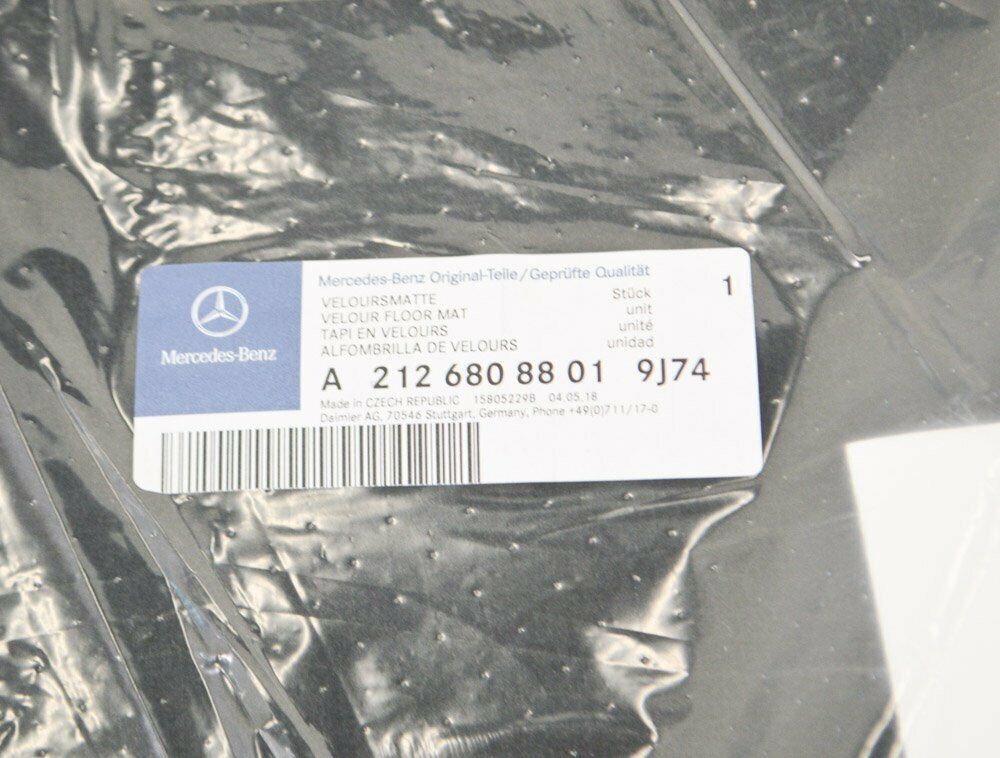 Mercedes-Benz
Mercedes-Benz Original-Teile/Geprüfte Qualität
VELOURSMATTE Stück 1
VELOUR FLOOR MAT unit
TAPI EN VELOURS unité
ALFOMBRILLA DE VELOURS unidad
A 212 680 88 01 9J74
Made in CZECH REPUBLIC 15805229B 04.05.18
Daimler AG, 70546 Stuttgart, Germany, Phone +49(0)711/17-0